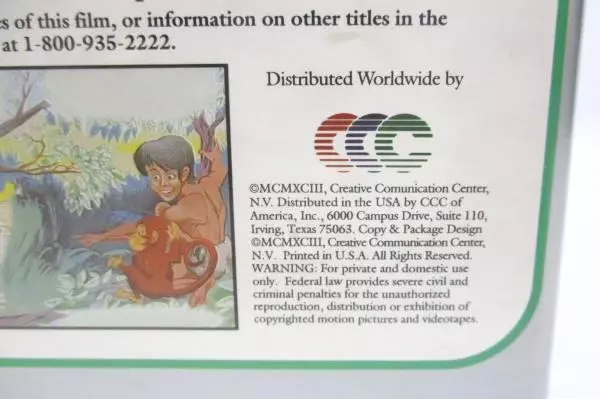 s of this film, or information on other titles in the
at 1-800-935-2222.
Distributed Worldwide by
CCC
©MCMXCIII, Creative Comunication Center,
N.V. Distributed in the USA by CCC of
America, Inc., 6000 Campus Drive, Suite 110,
Irving, Texas 75063. Copy & Package Design
©MCMXCIII, Creative Communication Center,
N.V. Printed in U.S.A. All Rights Reserved.
WARNING: For private and domestic use
only. Federal law provides severe civil and
criminal penalties for the unauthorized
reproduction, distribution or exhibition of
copyrighted motion pictures and videotapes.